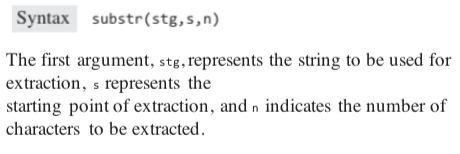 Syntax substr(stg,s,n)
The first argument, stg, represents the string to be used for
extraction, s represents the
starting point of extraction, and n indicates the number of
characters to be extracted.